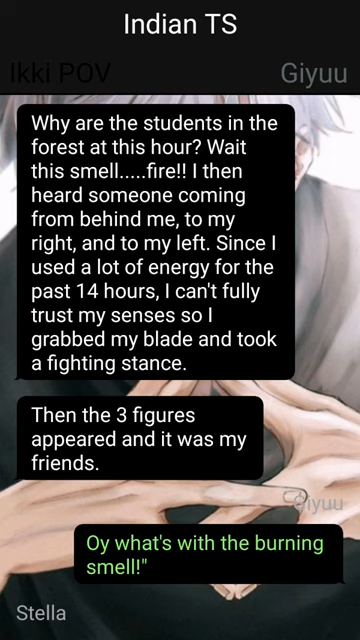 Indian TS
Ikki POV
Giyuu
Why are the students in the
forest at this hour? Wait
this smell.....fire!! I then
heard someone coming
from behind me, to my
right, and to my left. Since I
used a lot of energy for the
past 14 hours, I can't fully
trust my senses so I
grabbed my blade and took
a fighting stance.
Then the 3 figures
appeared and it was my
friends.
Giyuu
Oy what's with the burning
smell!"
Stella